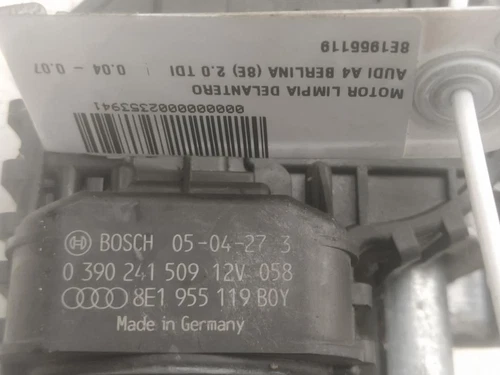 8E1955119
AUDI A4 BERLINA (8E) 2.0 TDI 0.04 - 0.07
MOTOR LIMPIA DELANTERO
BOSCH 05-04-27 3
0 390 241 509 12V 058
8E1 955 119 B0Y
Made in Germany